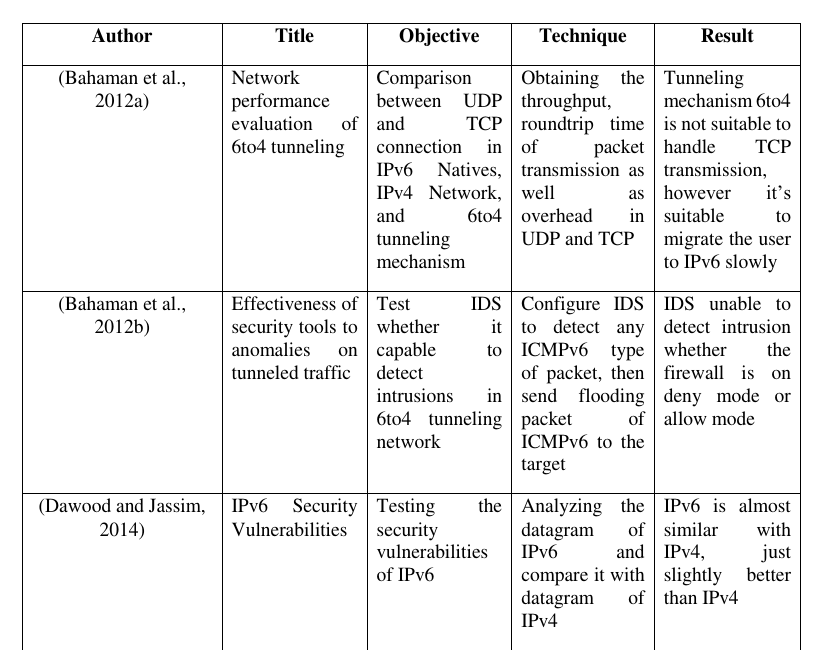 Author
Title
Objective
Technique
Result
(Bahaman et al.,
2012a)
Network
performance
evaluation of
6to4 tunneling
Comparison
between UDP
and TCP
connection in
IPv6 Natives,
IPv4 Network,
and 6to4
tunneling
mechanism
Obtaining the
throughput,
roundtrip time
of packet
transmission as
well as
overhead in
UDP and TCP
Tunneling
mechanism 6to4
is not suitable to
handle TCP
transmission,
however it's
suitable to
migrate the user
to IPv6 slowly
(Bahaman et al.,
2012b)
Effectiveness of
security tools to
anomalies on
tunneled traffic
Test IDS
whether it
capable to
detect
intrusions in
6to4 tunneling
network
Configure IDS
to detect any
ICMPv6 type
of packet, then
send flooding
packet of
ICMPv6 to the
target
IDS unable to
detect intrusion
whether the
firewall is on
deny mode or
allow mode
(Dawood and Jassim,
2014)
IPv6 Security
Vulnerabilities
Testing the
security
vulnerabilities
of IPv6
Analyzing the
datagram of
IPv6 and
compare it with
datagram of
IPv4
IPv6 is almost
similar with
IPv4, just
slightly better
than IPv4